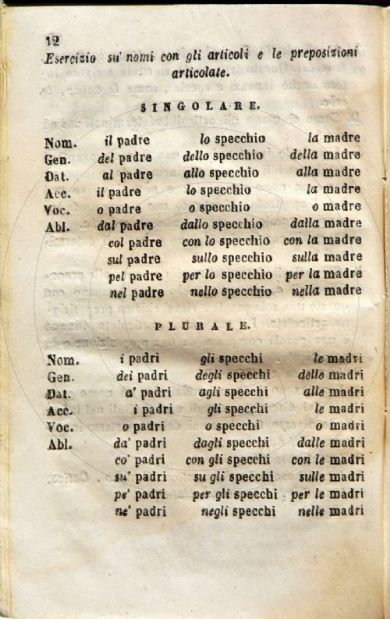 12
Esercizio su' nomi con gli articoli e le preposizioni
articolate.
SINGOLARE.
Nom. il padre lo specchio la madre
Gen. del padre dello specchio della madre
Dat. al padre allo specchio alla madre
Acc. il padre lo specchio la madre
Voc. o padre o specchio o madre
Abl. dal padre dallo specchio dalla madre
col padre con lo specchio con la madre
sul padre sullo specchio sulla madre
pel padre per lo specchio per la madre
nel padre nello specchio nella madre
PLURALE.
Nom. i padri gli specchi le madri
Gen. dei padri degli specchi delle madri
Dat. a' padri agli specchi alle madri
Acc. i padri gli specchi le madri
Voc. o padri o specchi o madri
Abl. da' padri dagli specchi dalle madri
co' padri con gli specchi con le madri
su' padri su gli specchi sulle madri
pe' padri per gli specchi per le madri
ne' padri negli specchi nelle madri